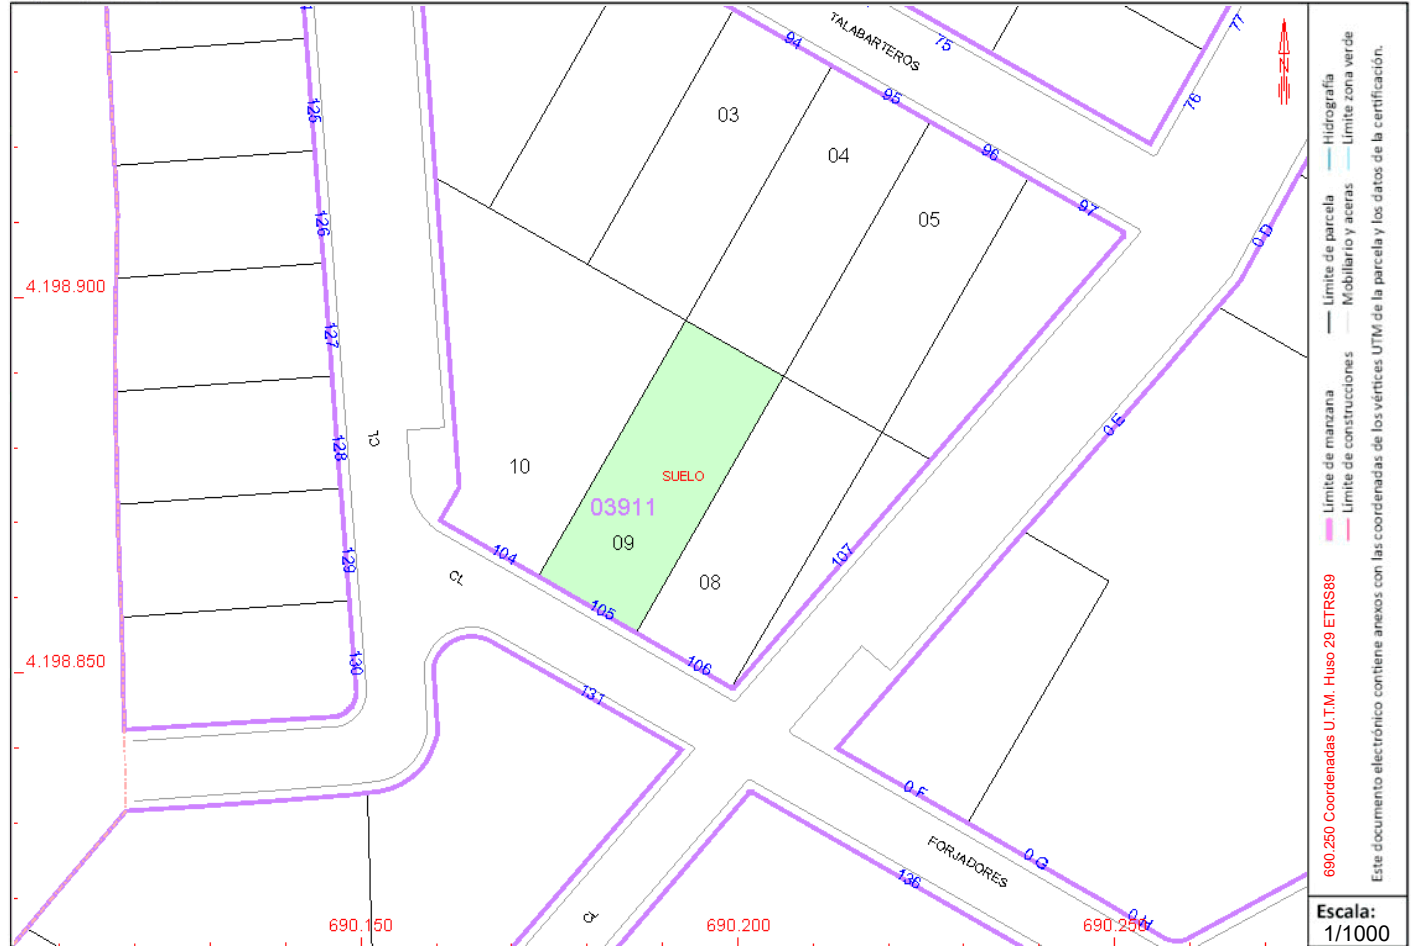 TALABARTEROS
94
75
77
76
95
96
97
03
04
05
126
126
127
128
129
130
4.198.900
CL
10
SUELO
03911
09
08
104
105
106
107
CL
0 D
0 E
4.198.850
131
0 F
0 G
0 H
FORJADORES
136
CL
690.150
690.200
690.250
N
Límite de manzana
Límite de parcela
Hidrografía
Límite de construcciones
Mobiliario y aceras
Límite zona verde
690.250 Coordenadas U.T.M. Huso 29 ETRS89
Este documento electrónico contiene anexos con las coordenadas de los vértices UTM de la parcela y los datos de la certificación.
Escala:
1/1000